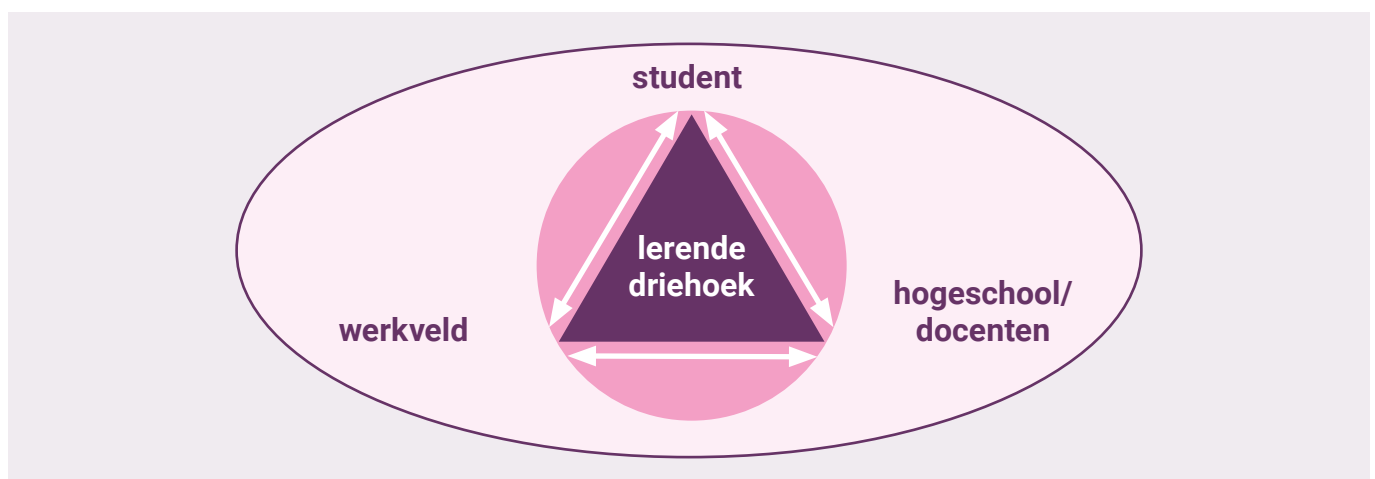 student
lerende
driehoek
werkveld
hogeschool/
docenten